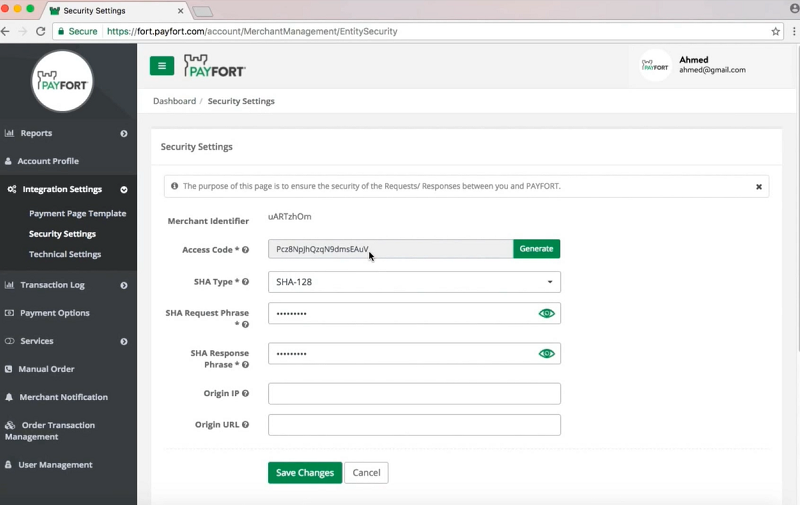 Security Settings
Secure https://fort.payfort.com/account/MerchantManagement/EntitySecurity
PAYFORT
PAYFORT
PAYFORT
Ahmed
ahmed@gmail.com
Dashboard / Security Settings
Reports
Account Profile
Integration Settings
Payment Page Template
Security Settings
Technical Settings
Transaction Log
Payment Options
Services
Manual Order
Merchant Notification
Order Transaction
Management
User Management
Security Settings
The purpose of this page is to ensure the security of the Requests/ Responses between you and PAYFORT.
Merchant Identifier uARTzhOm
Access Code * Pcz8NpJhQzqN9dmsEAuV Generate
SHA Type * SHA-128
SHA Request Phrase
*
SHA Response
Phrase *
Origin IP
Origin URL
Save Changes Cancel